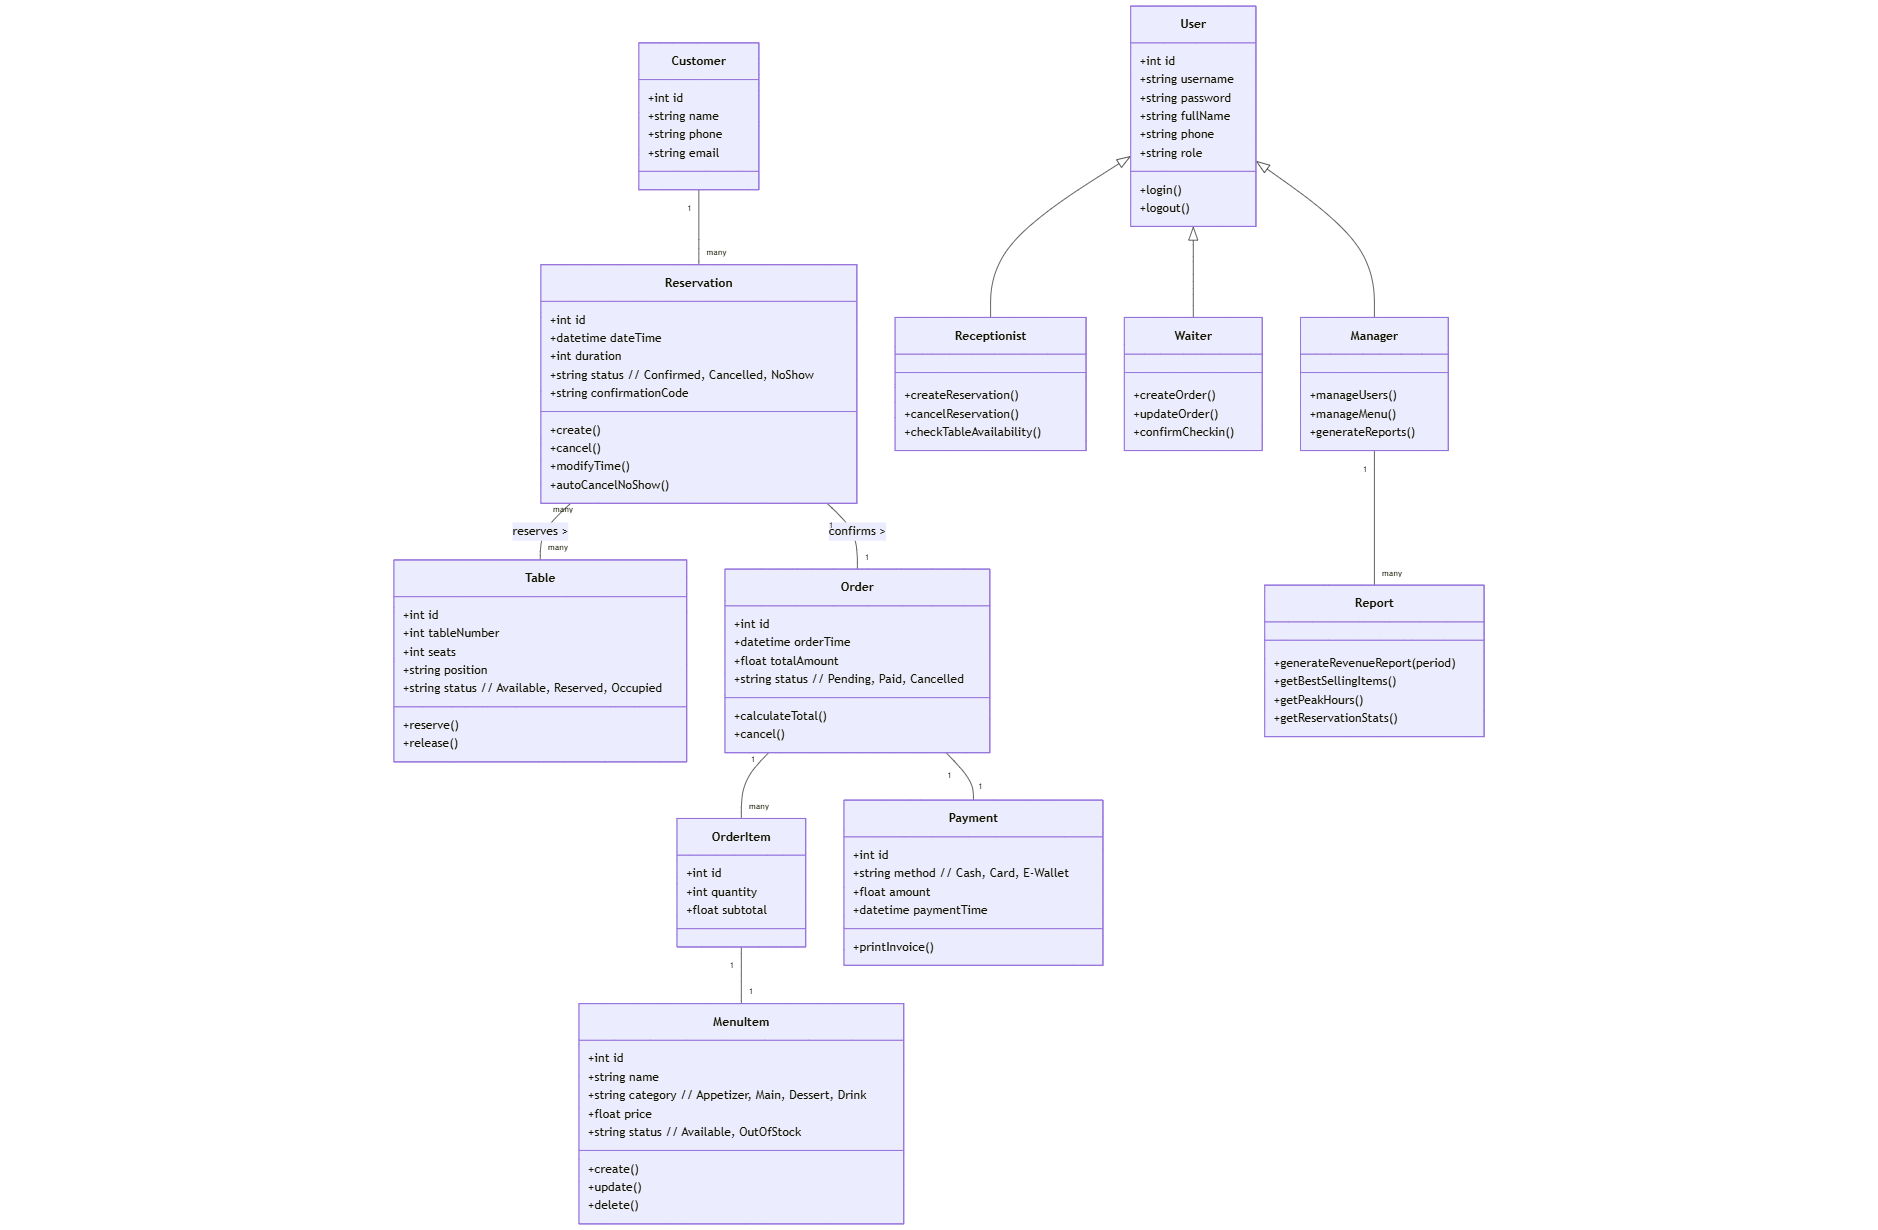 Customer
+int id
+string name
+string phone
+string email
1
many
Reservation
+int id
+datetime dateTime
+int duration
+string status // Confirmed, Cancelled, NoShow
+string confirmationCode
+create()
+cancel()
+modifyTime()
+autoCancelNoShow()
many
reserves >
many
1
confirms >
1
Table
+int id
+int tableNumber
+int seats
+string position
+string status // Available, Reserved, Occupied
+reserve()
+release()
Order
+int id
+datetime orderTime
+float totalAmount
+string status // Pending, Paid, Cancelled
+calculateTotal()
+cancel()
1
many
1
1
OrderItem
+int id
+int quantity
+float subtotal
Payment
+int id
+string method // Cash, Card, E-Wallet
+float amount
+datetime paymentTime
+printInvoice()
1
1
MenuItem
+int id
+string name
+string category // Appetizer, Main, Dessert, Drink
+float price
+string status // Available, OutOfStock
+create()
+update()
+delete()
User
+int id
+string username
+string password
+string fullName
+string phone
+string role
+login()
+logout()
Receptionist
+createReservation()
+cancelReservation()
+checkTableAvailability()
Waiter
+createOrder()
+updateOrder()
+confirmCheckin()
Manager
+manageUsers()
+manageMenu()
+generateReports()
1
many
Report
+generateRevenueReport(period)
+getBestSellingItems()
+getPeakHours()
+getReservationStats()